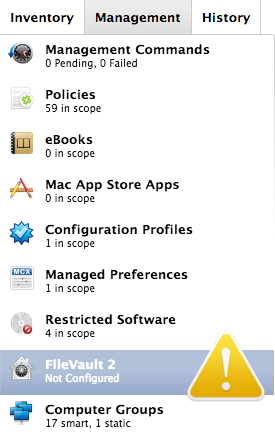 Inventory Management History
Management Commands
0 Pending, 0 Failed
Policies
59 in scope
eBooks
0 in scope
Mac App Store Apps
0 in scope
Configuration Profiles
1 in scope
MCX
Managed Preferences
1 in scope
Restricted Software
4 in scope
FileVault 2
Not Configured
Computer Groups
17 smart, 1 static